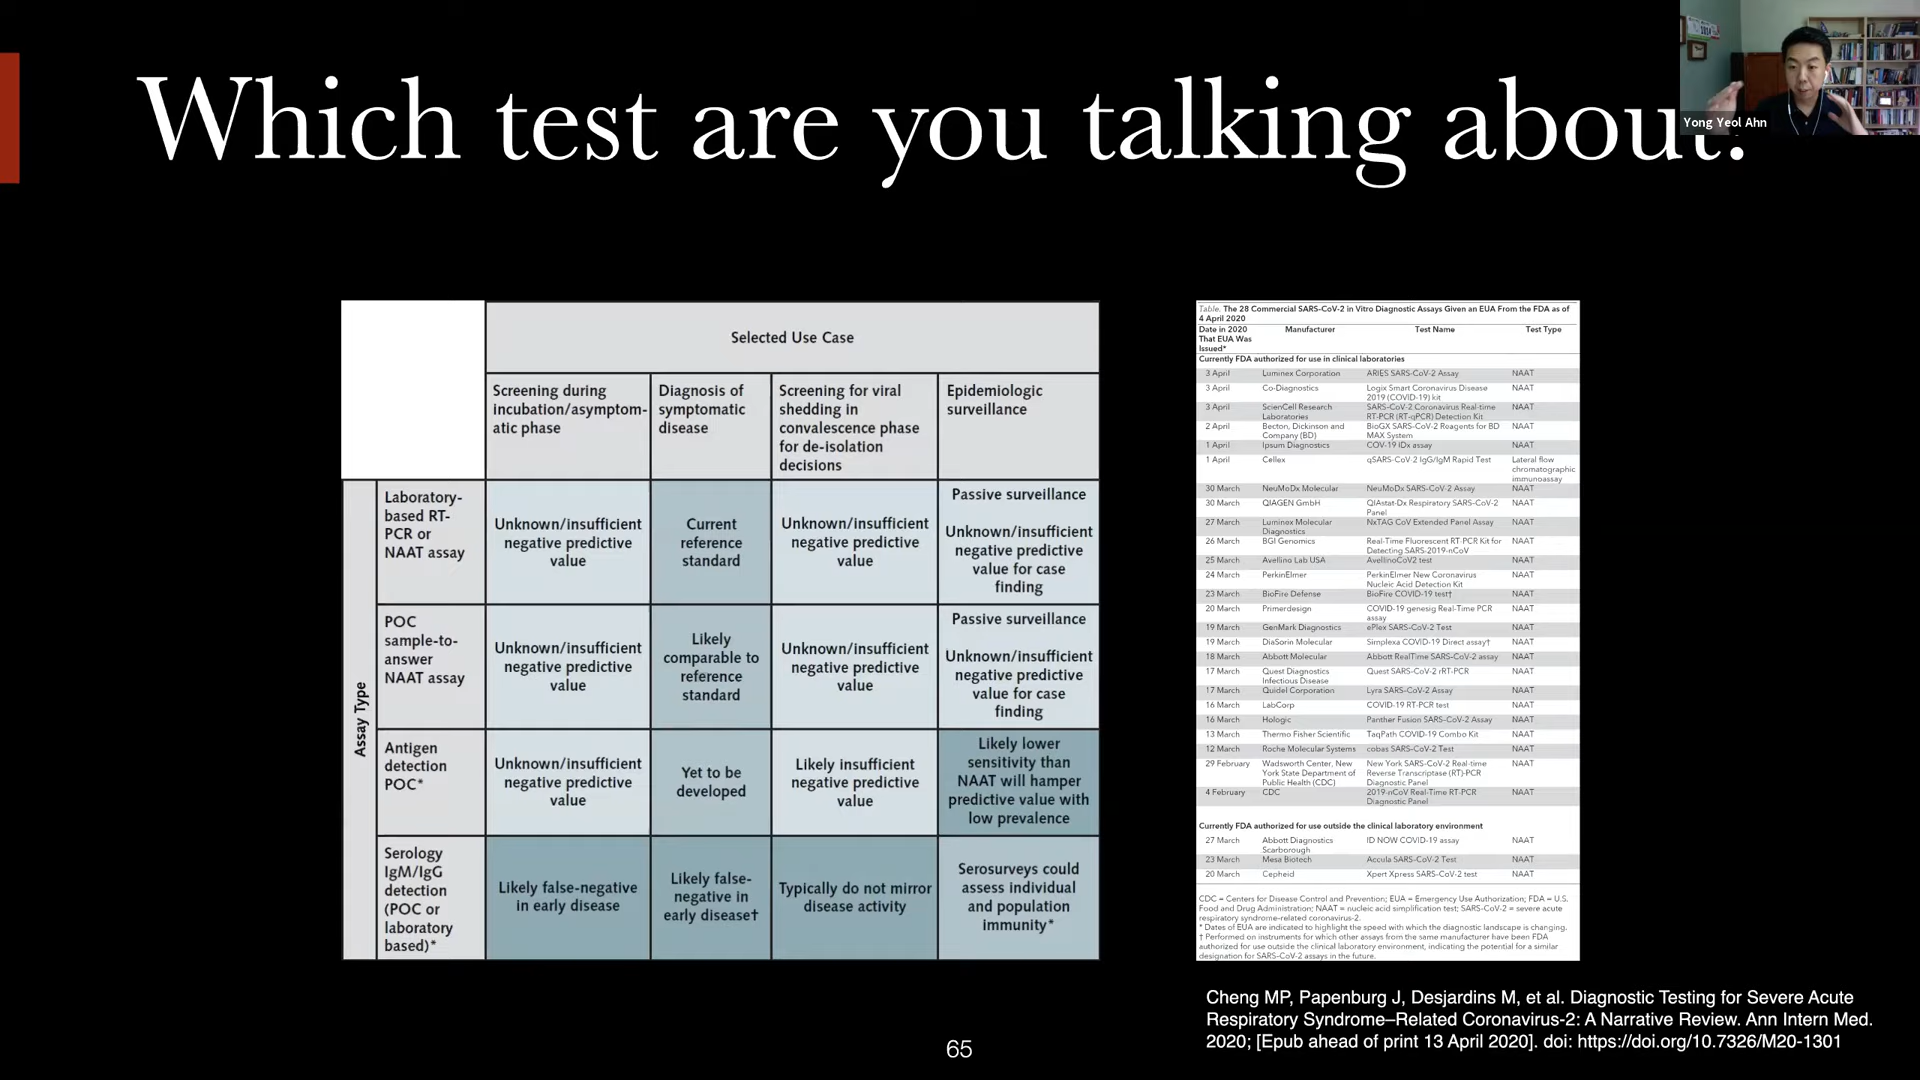 Which test are you talking about?
Yong Yeol Ahn
Selected Use Case
Screening during
incubation/asymptom-
atic phase
Diagnosis of
symptomatic
disease
Screening for viral
shedding in
convalescence phase
for de-isolation
decisions
Epidemiologic
surveillance
Assay Type
Laboratory-
based RT-
PCR or
NAAT assay
Unknown/insufficient
negative predictive
value
Current
reference
standard
Unknown/insufficient
negative predictive
value
Passive surveillance
Unknown/insufficient
negative predictive
value for case
finding
POC
sample-to-
answer
NAAT assay
Unknown/insufficient
negative predictive
value
Likely
comparable to
reference
standard
Unknown/insufficient
negative predictive
value
Passive surveillance
Unknown/insufficient
negative predictive
value for case
finding
Antigen
detection
POC*
Unknown/insufficient
negative predictive
value
Yet to be
developed
Likely insufficient
negative predictive
value
Likely lower
sensitivity than
NAAT will hamper
predictive value with
low prevalence
Serology
IgM/IgG
detection
(POC or
laboratory
based)*
Likely false-negative
in early disease
Likely false-
negative in
early disease†
Typically do not mirror
disease activity
Serosurveys could
assess individual
and population
immunity*
Table. The 28 Commercial SARS-CoV-2 in Vitro Diagnostic Assays Given an EUA From the FDA as of
4 April 2020
Date in 2020
That EUA Was
Issued*
Manufacturer
Test Name
Test Type
Currently FDA authorized for use in clinical laboratories
3 April Luminex Corporation ARIES SARS-CoV-2 Assay NAAT
3 April Co-Diagnostics Logix Smart Coronavirus Disease NAAT
2019 (COVID-19) kit
3 April ScienCell Research SARS-CoV-2 Coronavirus Real-time NAAT
Laboratories RT-PCR (RT-qPCR) Detection Kit
2 April Becton, Dickinson and BioGX SARS-CoV-2 Reagents for BD NAAT
Company (BD) MAX System
1 April Ipsum Diagnostics COV-19 IDx assay NAAT
1 April Cellex qSARS-CoV-2 IgG/IgM Rapid Test Lateral flow
chromatographic
immunoassay
30 March NeuMoDx Molecular NeuMoDx SARS-CoV-2 Assay NAAT
30 March QIAGEN GmbH QIAstat-Dx Respiratory SARS-CoV-2 NAAT
Panel
27 March Luminex Molecular NxTAG CoV Extended Panel Assay NAAT
Diagnostics
26 March BGI Genomics Real-Time Fluorescent RT-PCR Kit for NAAT
Detecting SARS-2019-nCoV
25 March Avellino Lab USA AvellinoCoV2 test NAAT
24 March PerkinElmer PerkinElmer New Coronavirus NAAT
Nucleic Acid Detection Kit
23 March BioFire Defense BioFire COVID-19 test† NAAT
20 March Primerdesign COVID-19 genesig Real-Time PCR NAAT
assay
19 March GenMark Diagnostics ePlex SARS-CoV-2 Test NAAT
19 March DiaSorin Molecular Simplexa COVID-19 Direct assay† NAAT
18 March Abbott Molecular Abbott RealTime SARS-CoV-2 assay NAAT
17 March Quest Diagnostics Quest SARS-CoV-2 rRT-PCR NAAT
Infectious Disease
17 March Quidel Corporation Lyra SARS-CoV-2 Assay NAAT
16 March LabCorp COVID-19 RT-PCR test NAAT
16 March Hologic Panther Fusion SARS-CoV-2 Assay NAAT
13 March Thermo Fisher Scientific TaqPath COVID-19 Combo Kit NAAT
12 March Roche Molecular Systems cobas SARS-CoV-2 Test NAAT
29 February Wadsworth Center, New New York SARS-CoV-2 Real-time NAAT
York State Department of Reverse Transcriptase (RT)-PCR
Public Health (CDC) Diagnostic Panel
4 February CDC 2019-nCoV Real-Time RT-PCR NAAT
Diagnostic Panel
Currently FDA authorized for use outside the clinical laboratory environment
27 March Abbott Diagnostics ID NOW COVID-19 assay NAAT
Scarborough
23 March Mesa Biotech Accula SARS-CoV-2 Test NAAT
20 March Cepheid Xpert Xpress SARS-CoV-2 test NAAT
CDC = Centers for Disease Control and Prevention; EUA = Emergency Use Authorization; FDA = U.S.
Food and Drug Administration; NAAT = nucleic acid amplification test; SARS-CoV-2 = severe acute
respiratory syndrome-related coronavirus-2.
* Dates of EUA are indicated to highlight the speed with which the diagnostic landscape is changing.
† Performed on instruments for which other assays from the same manufacturer have been FDA
authorized for use outside the clinical laboratory environment, indicating the potential for a similar
designation for SARS-CoV-2 assays in the future.
Cheng MP, Papenburg J, Desjardins M, et al. Diagnostic Testing for Severe Acute
Respiratory Syndrome–Related Coronavirus-2: A Narrative Review. Ann Intern Med.
2020; [Epub ahead of print 13 April 2020]. doi: https://doi.org/10.7326/M20-1301
65